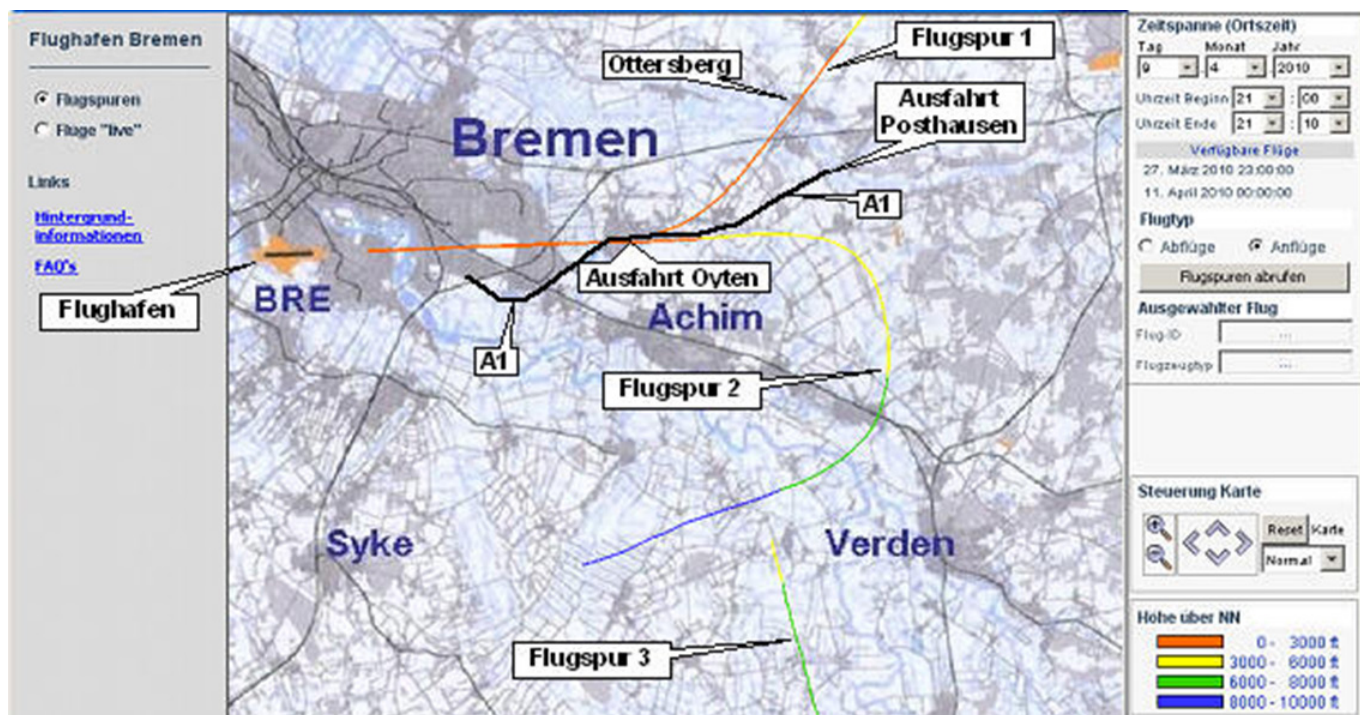 Flughafen Bremen
Flugspuren
Flüge "live"
Links
Hintergrund-
informationen
FAQ's
Flugspur 1
Ottersberg
Ausfahrt
Posthausen
Bremen
A1
Ausfahrt Oyten
Flughafen
BRE
Achim
A1
Flugspur 2
Syke
Verden
Flugspur 3
Zeitspanne (Ortszeit)
Tag Monat Jahr
9 . 4 . 2010
Uhrzeit Beginn 21 : 00
Uhrzeit Ende 21 : 10
Verfügbare Flüge
27. März 2010 23:00:00
11. April 2010 00:00:00
Flugtyp
Abflüge Anflüge
Flugspuren abrufen
Ausgewählter Flug
Flug-ID ...
Flugzeugtyp ...
Steuerung Karte
Reset Karte
Normal
Höhe über NN
0 - 3000 ft
3000 - 6000 ft
6000 - 8000 ft
8000 - 10000 ft